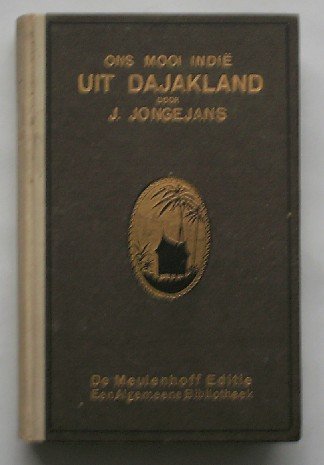 ONS MOOI INDIË
UIT DAJAKLAND
DOOR
J. JONGEJANS
De Meulenhoff Editie
Een Algemeene Bibliotheek